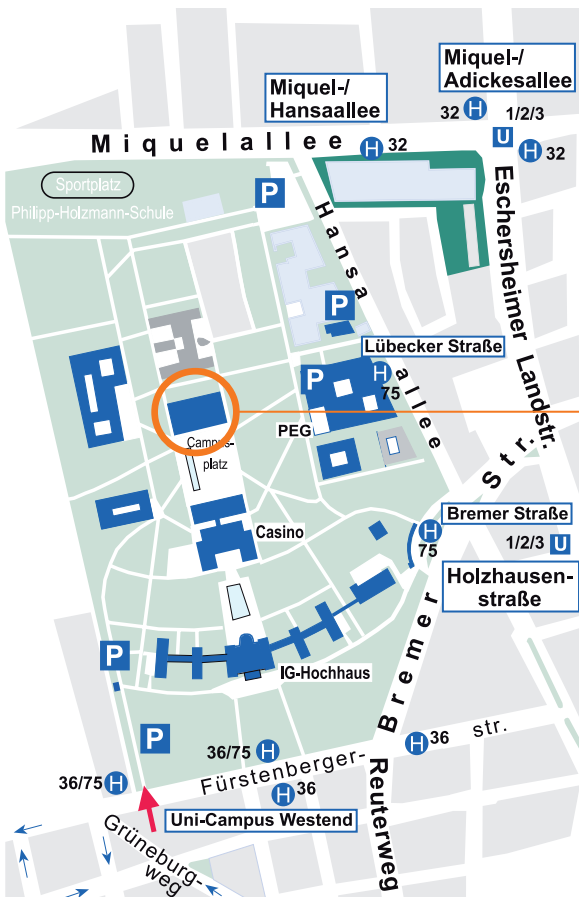 Miquel-/
Adickesallee
Miquel-/
Hansaallee
32 H
1/2/3
U
H 32
Miquelallee
H 32
Sportplatz
Philipp-Holzmann-Schule
P
Hansa
allee
Eschersheimer Landstr.
P
Lübecker Straße
P
H
75
PEG
Campus-
platz
Casino
Bremer Str.
Bremer Straße
H
75
1/2/3 U
Holzhausen-
straße
P
IG-Hochhaus
P
36/75 H
H 36
Fürstenberger-
str.
36/75 H
H 36
Uni-Campus Westend
Grüneburg-
weg
Reuterweg